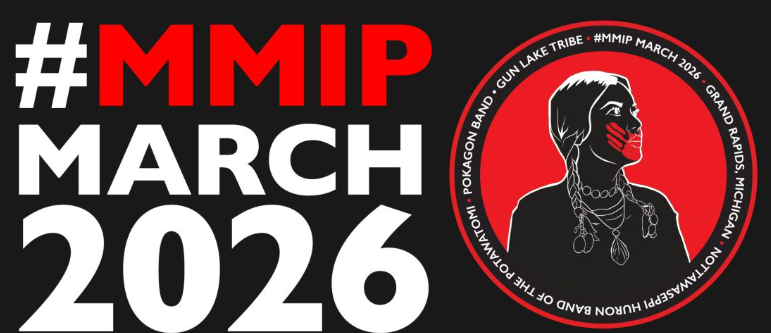 #MMIP
MARCH
2026
POKAGON BAND • GUN LAKE TRIBE • #MMIP MARCH 2026 • GRAND RAPIDS, MICHIGAN • NOTTAWASEPPI HURON BAND OF THE POTAWATOMI •